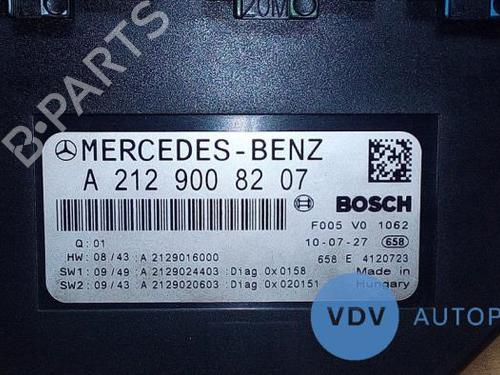 20M
B-PARTS
MERCEDES-BENZ
A 212 900 82 07
BOSCH
F005 V0 1062
Q: 01
10-07-27 658
HW: 08/43 :A 2129016000
658 E 4120723
SW1: 09/49 :A 2129024403 :Diag 0x0158
Made in
SW2: 09/43 :A 2129020603 :Diag 0x020151
Hungary
VDV AUTOP